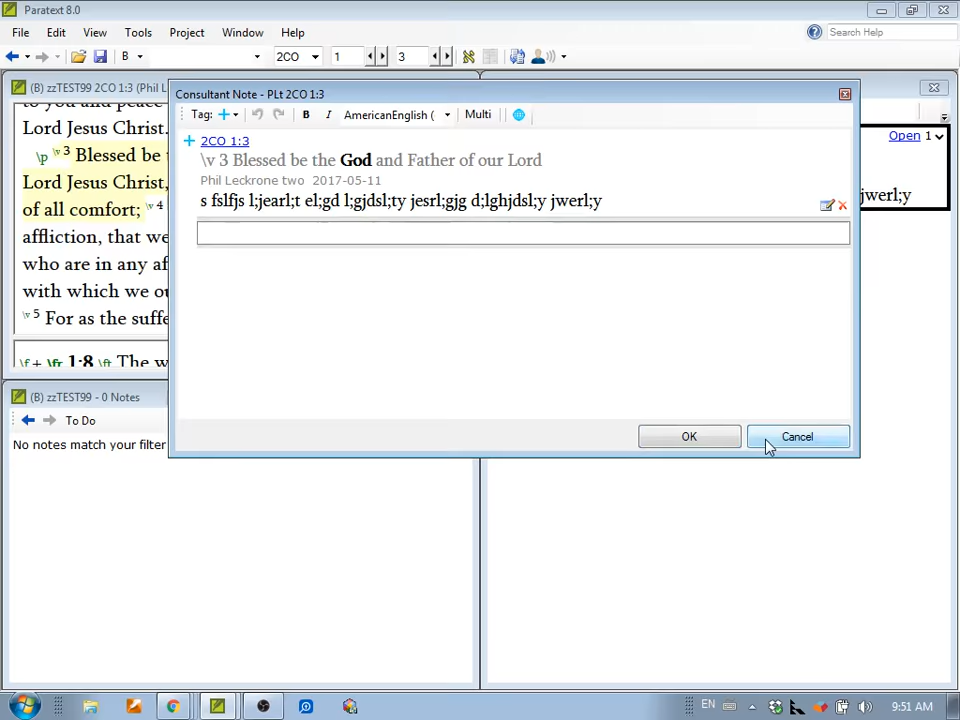 Paratext 8.0
File Edit View Tools Project Window Help
Search Help
B 2CO 1 3
(B) zzTEST99 2CO 1:3 (Phil L
to you and peace
Lord Jesus Christ.
\p \v 3 Blessed be t
Lord Jesus Christ,
of all comfort; \v 4
affliction, that we
who are in any af
with which we ou
\v 5 For as the suffe
\f + \fr 1:8 \ft The w
Open 1
jwerl;y
Consultant Note - PLt 2CO 1:3
Tag: B I AmericanEnglish ( Multi
2CO 1:3
\v 3 Blessed be the God and Father of our Lord
Phil Leckrone two 2017-05-11
s fslfjs l;jearl;t el;gd l;gjdsl;ty jesrl;gjg d;lghjdsl;y jwerl;y
OK Cancel
(B) zzTEST99 - 0 Notes
To Do
No notes match your filter
EN 9:51 AM